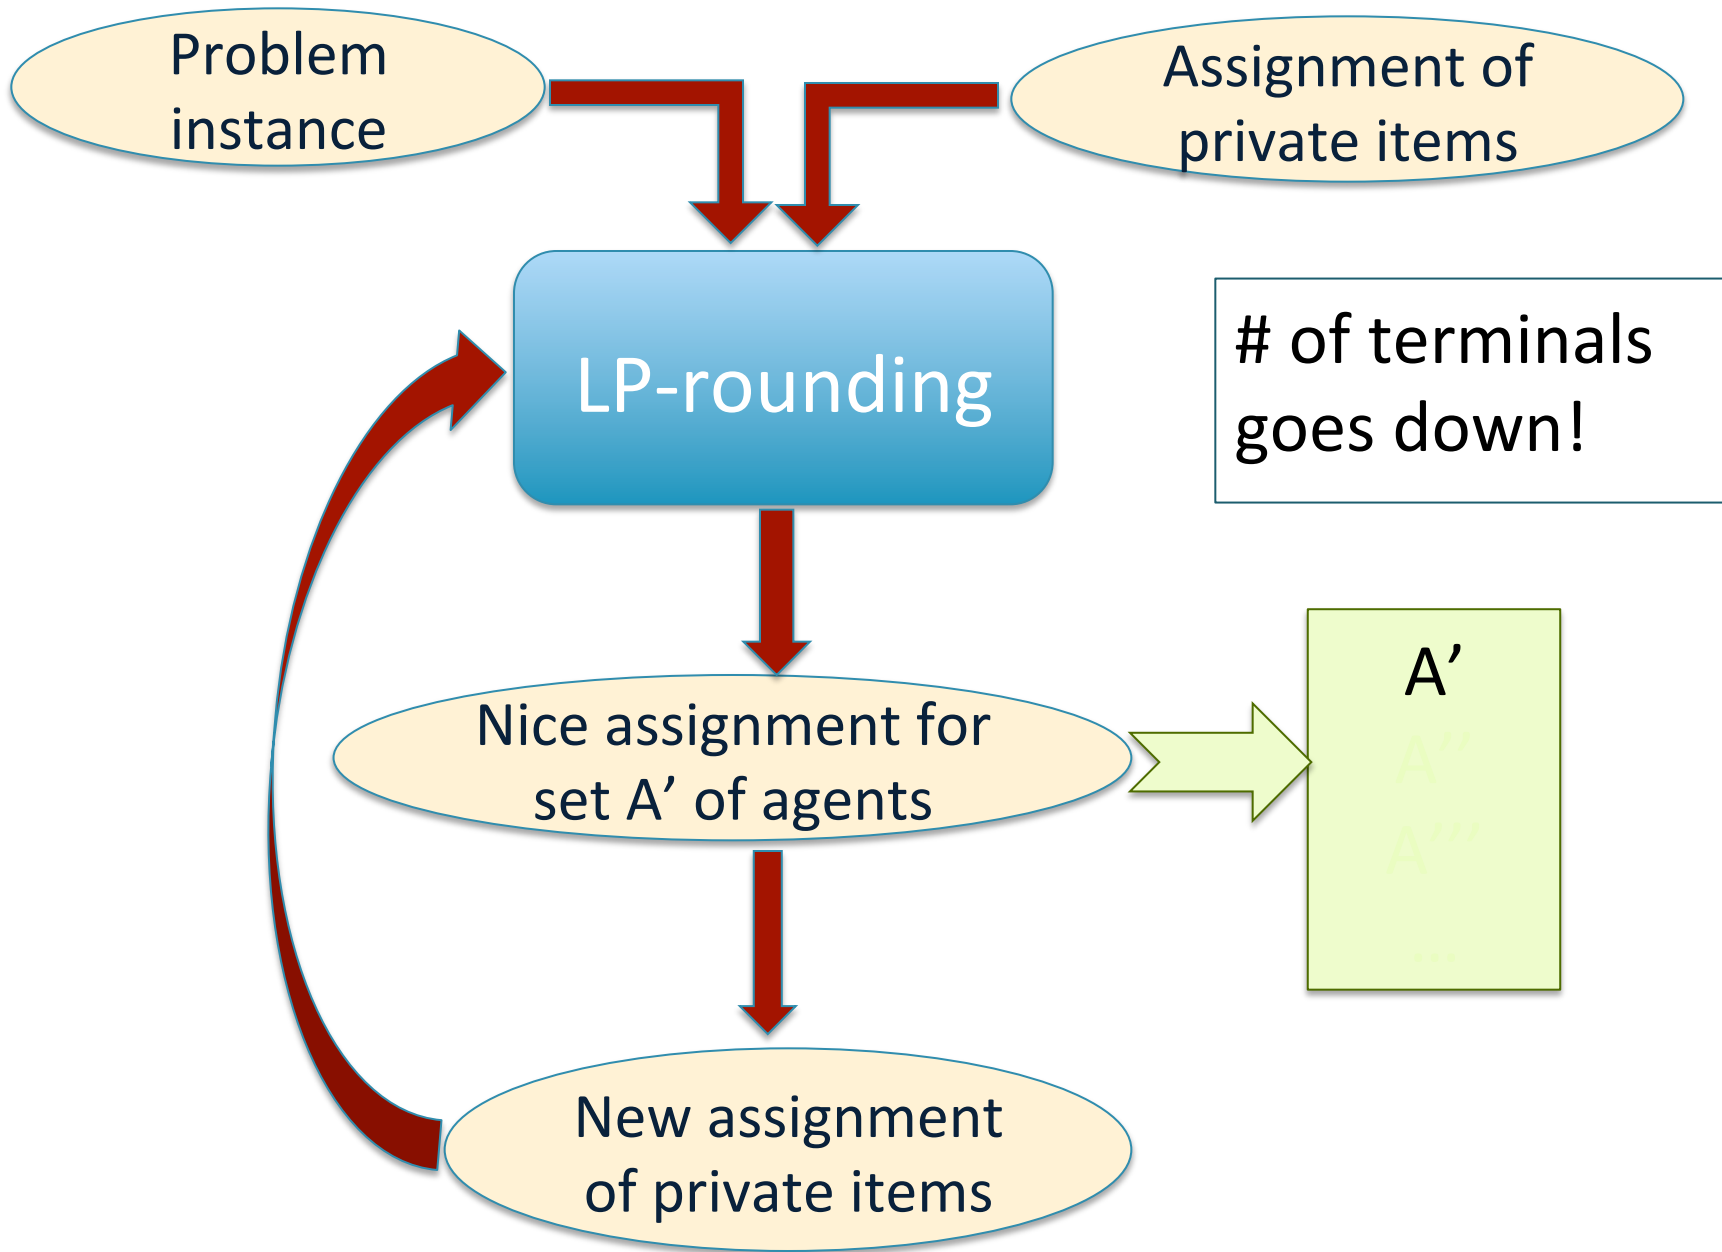 Problem
instance
Assignment of
private items
LP-rounding
# of terminals
goes down!
Nice assignment for
set A’ of agents
A’
A’’
A’’’
...
New assignment
of private items